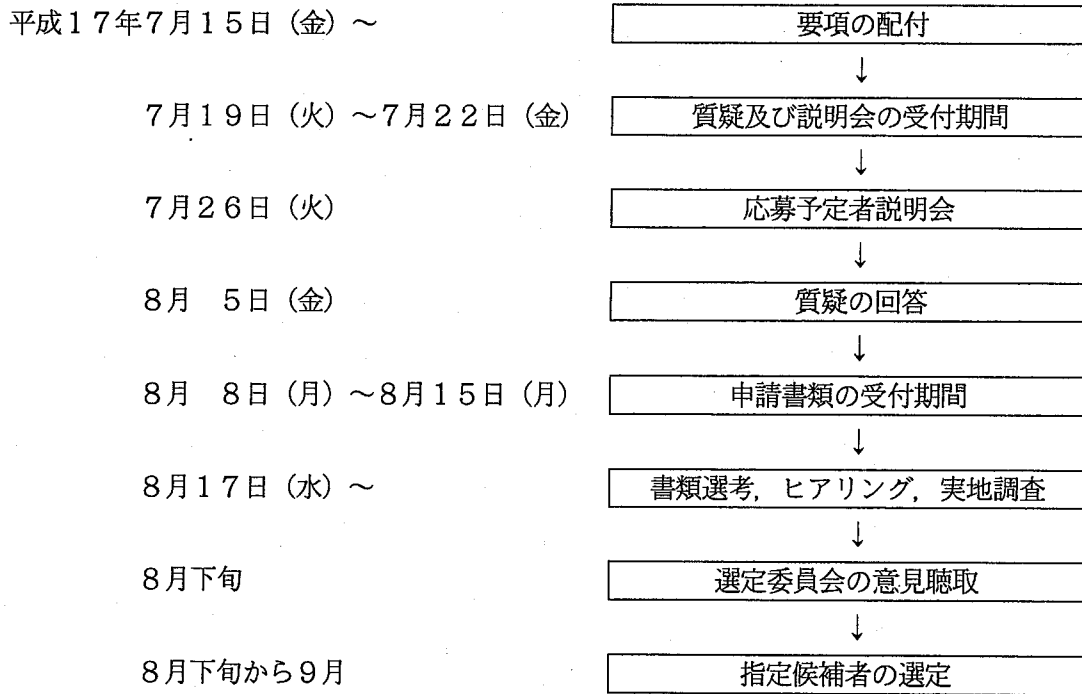 平成１７年７月１５日（金）～ 要項の配付
↓
７月１９日（火）～７月２２日（金） 質疑及び説明会の受付期間
↓
７月２６日（火） 応募予定者説明会
↓
８月　５日（金） 質疑の回答
↓
８月　８日（月）～８月１５日（月） 申請書類の受付期間
↓
８月１７日（水）～ 書類選考，ヒアリング，実地調査
↓
８月下旬 選定委員会の意見聴取
↓
８月下旬から９月 指定候補者の選定